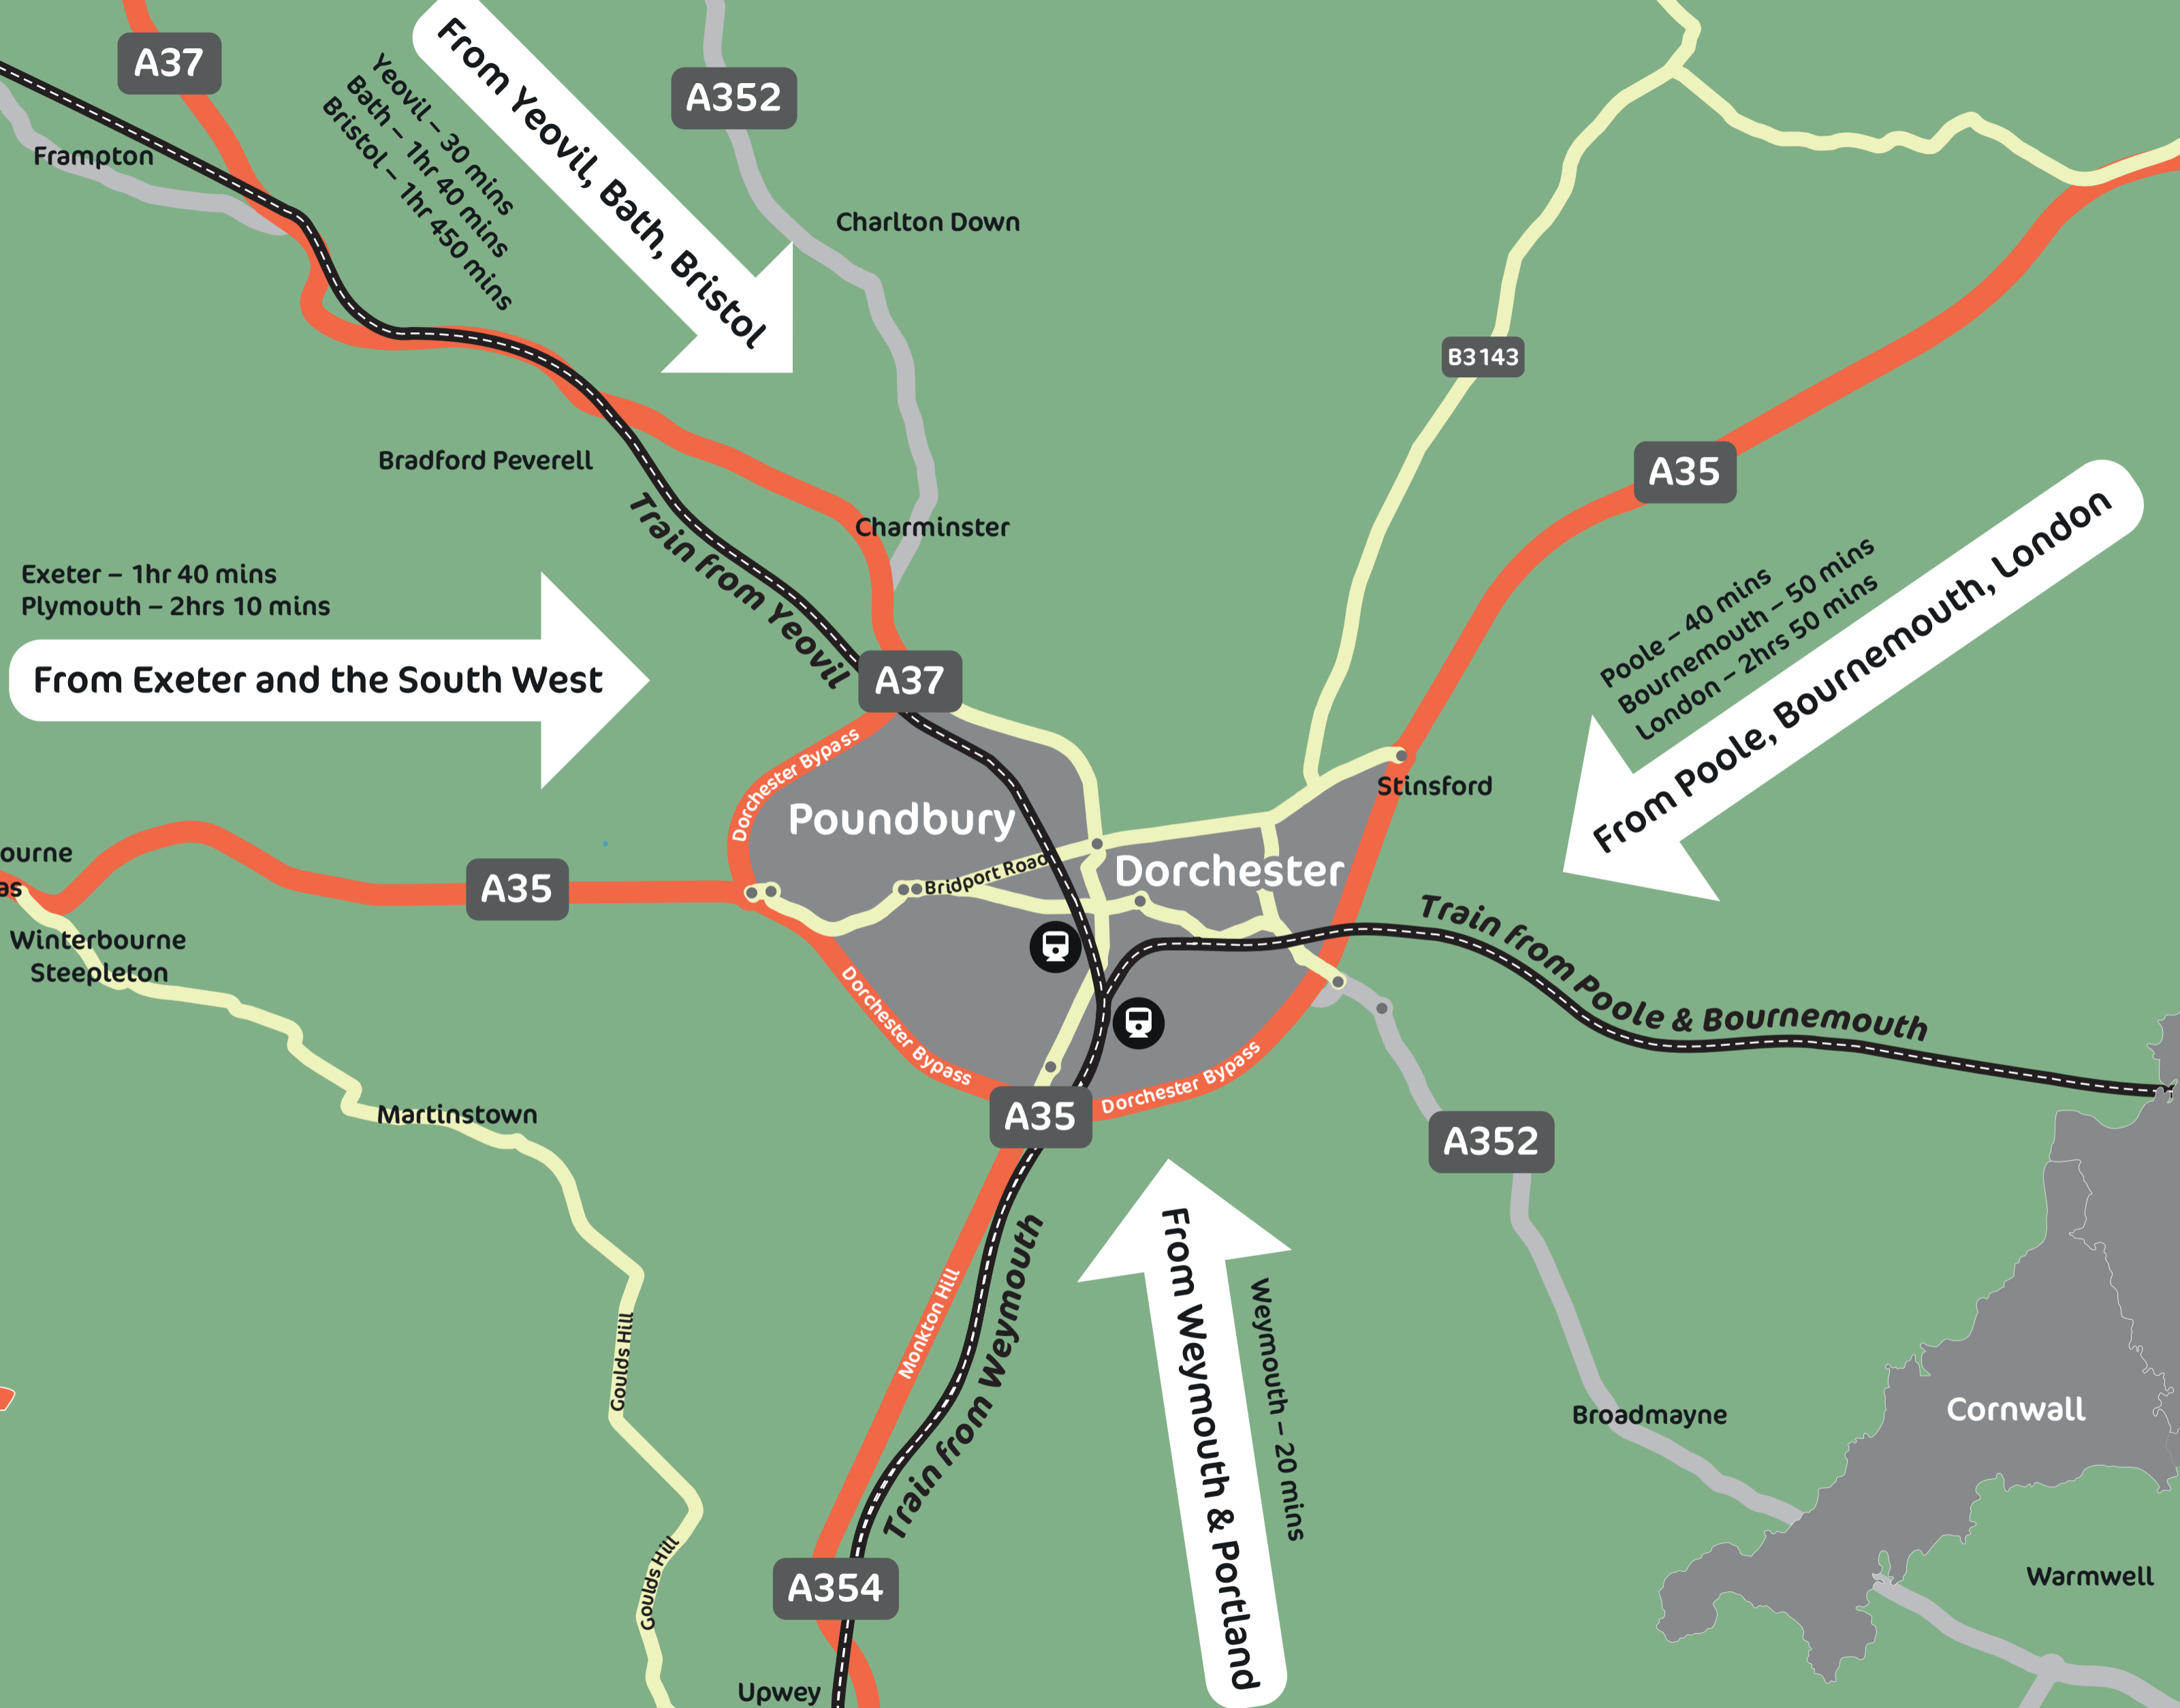 A37
From Yeovil, Bath, Bristol
A352
Yeovil – 30 mins
Bath – 1hr 40 mins
Bristol – 1hr 450 mins
Frampton
Charlton Down
B3143
A35
Bradford Peverell
Train from Yeovil
Charminster
From Poole, Bournemouth, London
Poole – 40 mins
Bournemouth – 50 mins
London – 2hrs 50 mins
Exeter – 1hr 40 mins
Plymouth – 2hrs 10 mins
From Exeter and the South West
A37
Dorchester Bypass
Stinsford
Poundbury
ourne
as
A35
Bridport Road
Dorchester
Winterbourne
Steepleton
Train from Poole & Bournemouth
Dorchester Bypass
Dorchester Bypass
A35
Martinstown
A352
From Weymouth & Portland
Weymouth – 20 mins
Monkton Hill
Train from Weymouth
Goulds Hill
Broadmayne
Cornwall
Goulds Hill
A354
Warmwell
Upwey